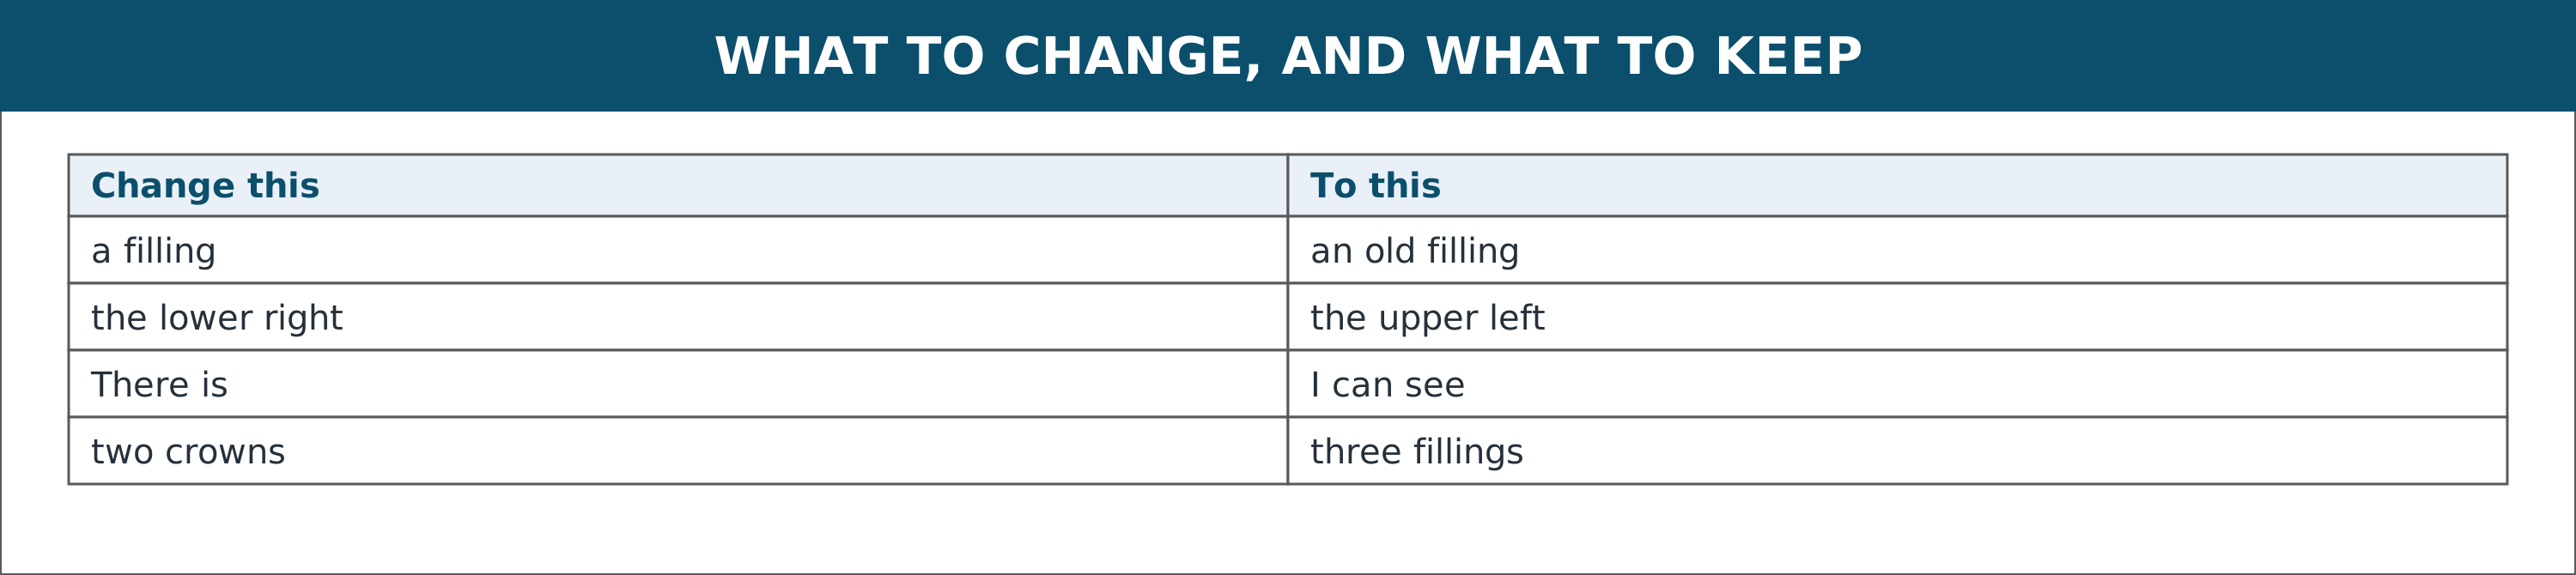 WHAT TO CHANGE, AND WHAT TO KEEP
Change this To this
a filling an old filling
the lower right the upper left
There is I can see
two crowns three fillings